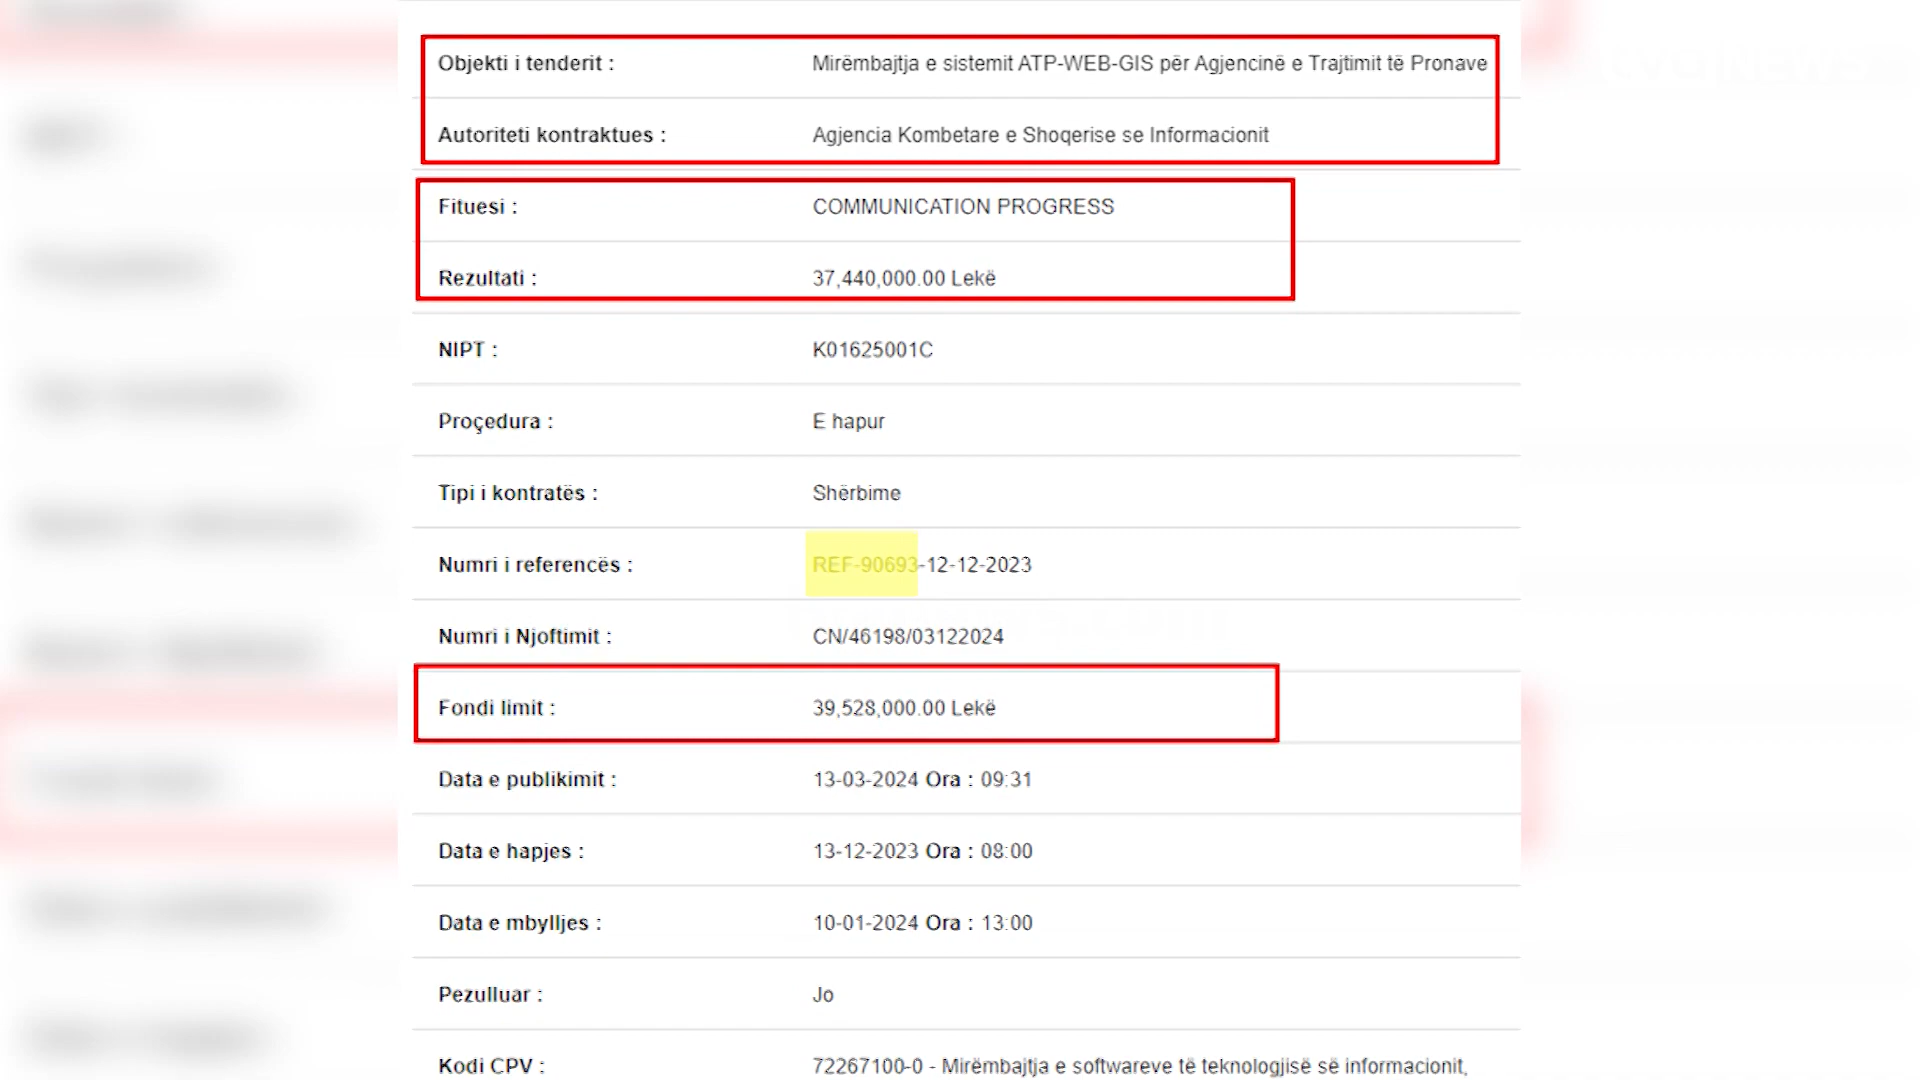 Objekti i tenderit : Mirëmbajtja e sistemit ATP-WEB-GIS për Agjencinë e Trajtimit të Pronave
Autoriteti kontraktues : Agjencia Kombetare e Shoqerise se Informacionit
Fituesi : COMMUNICATION PROGRESS
Rezultati : 37,440,000.00 Lekë
NIPT : K01625001C
Proçedura : E hapur
Tipi i kontratës : Shërbime
Numri i referencës : REF-90693-12-12-2023
Numri i Njoftimit : CN/46198/03122024
Fondi limit : 39,528,000.00 Lekë
Data e publikimit : 13-03-2024 Ora : 09:31
Data e hapjes : 13-12-2023 Ora : 08:00
Data e mbylljes : 10-01-2024 Ora : 13:00
Pezulluar : Jo
Kodi CPV : 72267100-0 - Mirëmbajtja e softwareve të teknologjisë së informacionit,